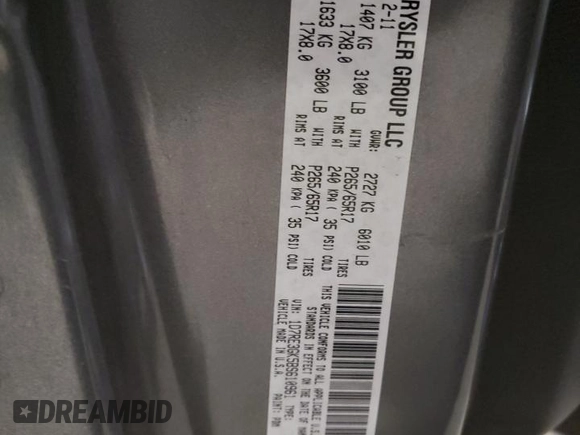 RYSLER GROUP LLC
2-11
GVWR: 2727 KG 6010 LB
1407 KG 3100 LB WITH P265/65R17 TIRES
17X8.0 RIMS AT 240 KPA ( 35 PSI) COLD
1633 KG 3600 LB WITH P265/65R17 TIRES
17X8.0 RIMS AT 240 KPA ( 35 PSI) COLD
THIS VEHICLE CONFORMS TO ALL APPLICABLE U.S.A.
STANDARDS IN EFFECT ON THE DATE OF MANU
VIN: 1D7RE3GK5BS610961 TYPE:
VEHICLE MADE IN U.S.A. PAINT:
DREAMBID